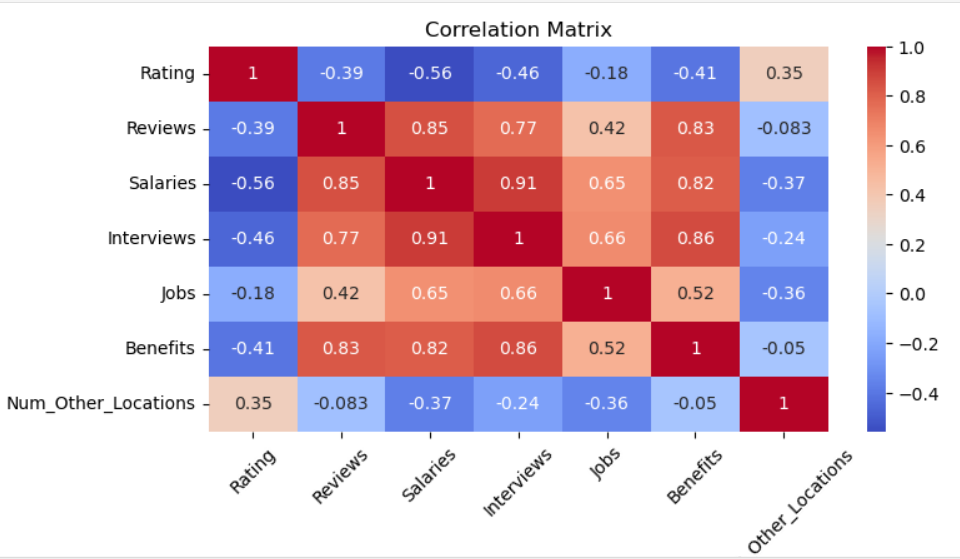 Correlation Matrix
Rating 1 -0.39 -0.56 -0.46 -0.18 -0.41 0.35
Reviews -0.39 1 0.85 0.77 0.42 0.83 -0.083
Salaries -0.56 0.85 1 0.91 0.65 0.82 -0.37
Interviews -0.46 0.77 0.91 1 0.66 0.86 -0.24
Jobs -0.18 0.42 0.65 0.66 1 0.52 -0.36
Benefits -0.41 0.83 0.82 0.86 0.52 1 -0.05
Num_Other_Locations 0.35 -0.083 -0.37 -0.24 -0.36 -0.05 1
Rating Reviews Salaries Interviews Jobs Benefits Other_Locations
1.0
0.8
0.6
0.4
0.2
0.0
−0.2
−0.4